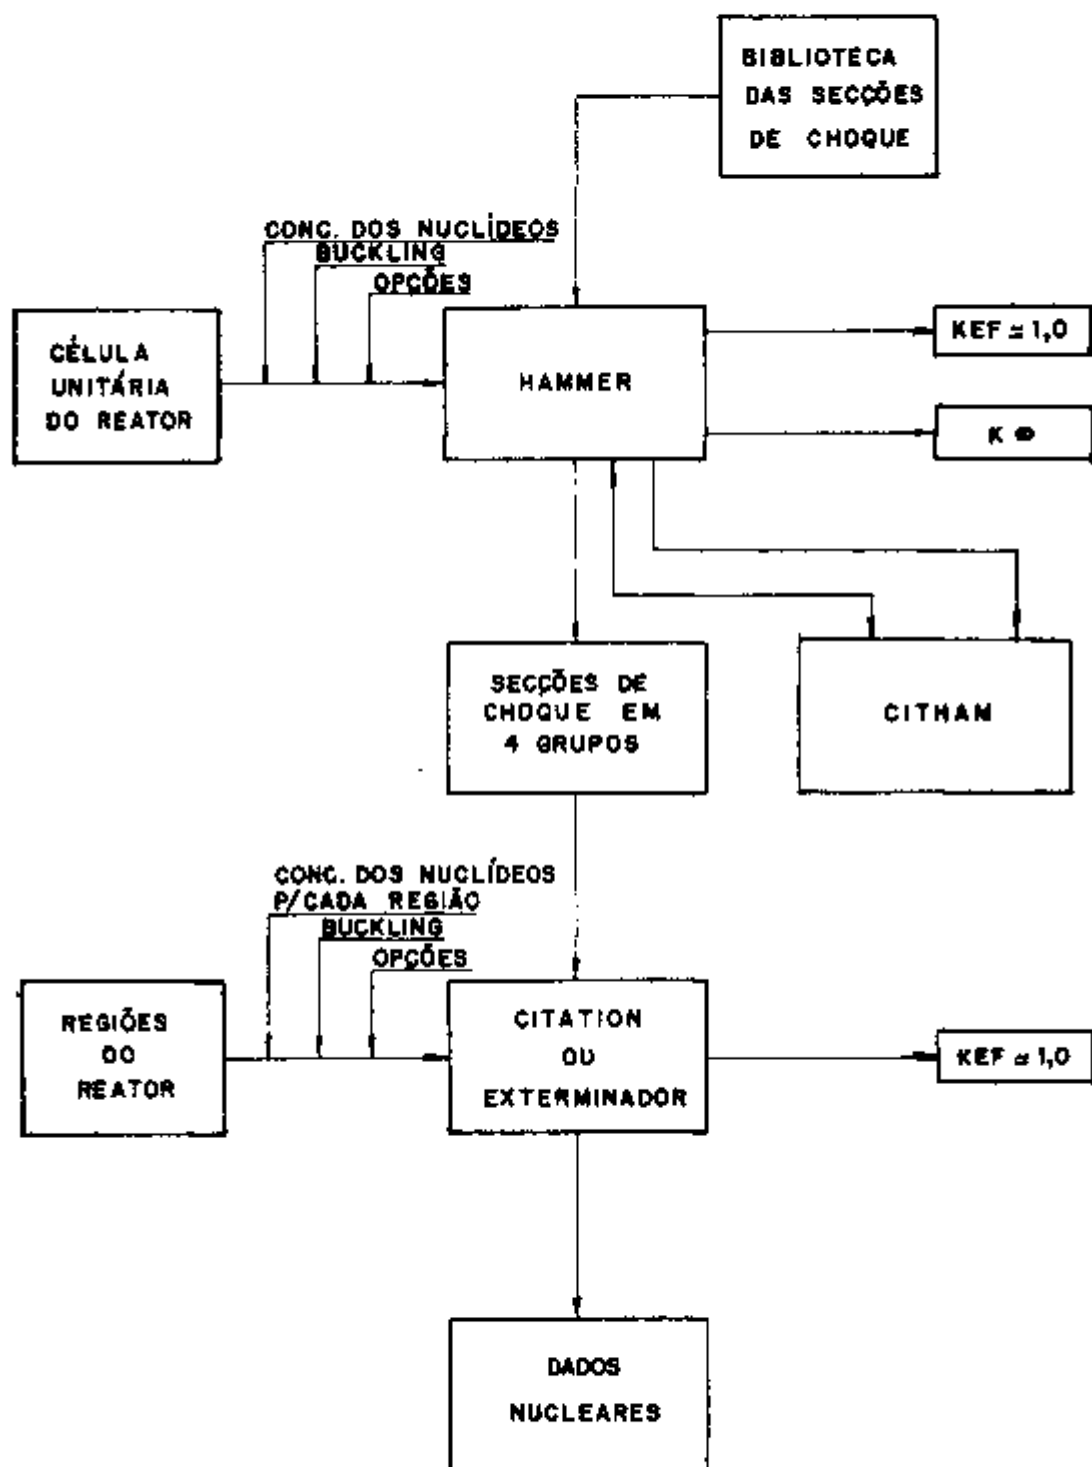 BIBLIOTECA
DAS SECÇÕES
DE CHOQUE
CONC. DOS NUCLÍDEOS
BUCKLING
OPÇÕES
CÉLULA
UNITÁRIA
DO REATOR
HAMMER
KEF ≃ 1,0
K ∞
SECÇÕES DE
CHOQUE EM
4 GRUPOS
CITHAM
CONC. DOS NUCLÍDEOS
P/CADA REGIÃO
BUCKLING
OPÇÕES
REGIÕES
DO
REATOR
CITATION
OU
EXTERMINADOR
KEF ≃ 1,0
DADOS
NUCLEARES